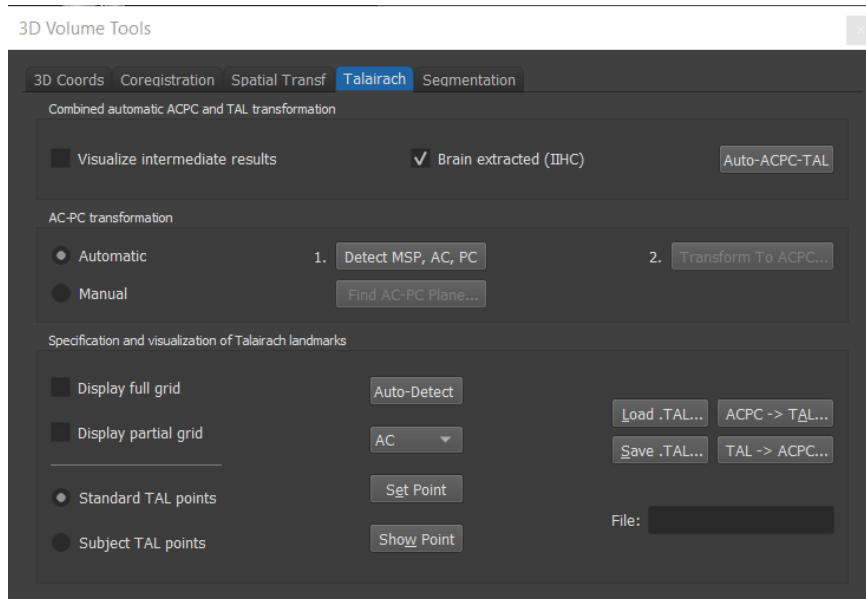 3D Volume Tools
3D Coords Coregistration Spatial Transf Talairach Segmentation
Combined automatic ACPC and TAL transformation
Visualize intermediate results Brain extracted (IIHC) Auto-ACPC-TAL
AC-PC transformation
Automatic 1. Detect MSP, AC, PC 2. Transform To ACPC...
Manual Find AC-PC Plane...
Specification and visualization of Talairach landmarks
Display full grid Auto-Detect
Load .TAL... ACPC -> TAL...
Display partial grid AC
Save .TAL... TAL -> ACPC...
Standard TAL points Set Point
File:
Subject TAL points Show Point